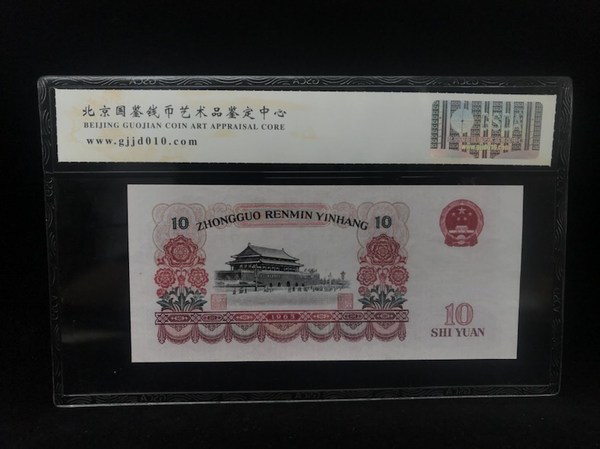 北京国鉴钱币艺术品鉴定中心
BEIJING GUOJIAN COIN ART APPRAISAL CORE
www.gjjd010.com
10 ZHONGGUO RENMIN YINHANG 10
1965
10
SHI YUAN